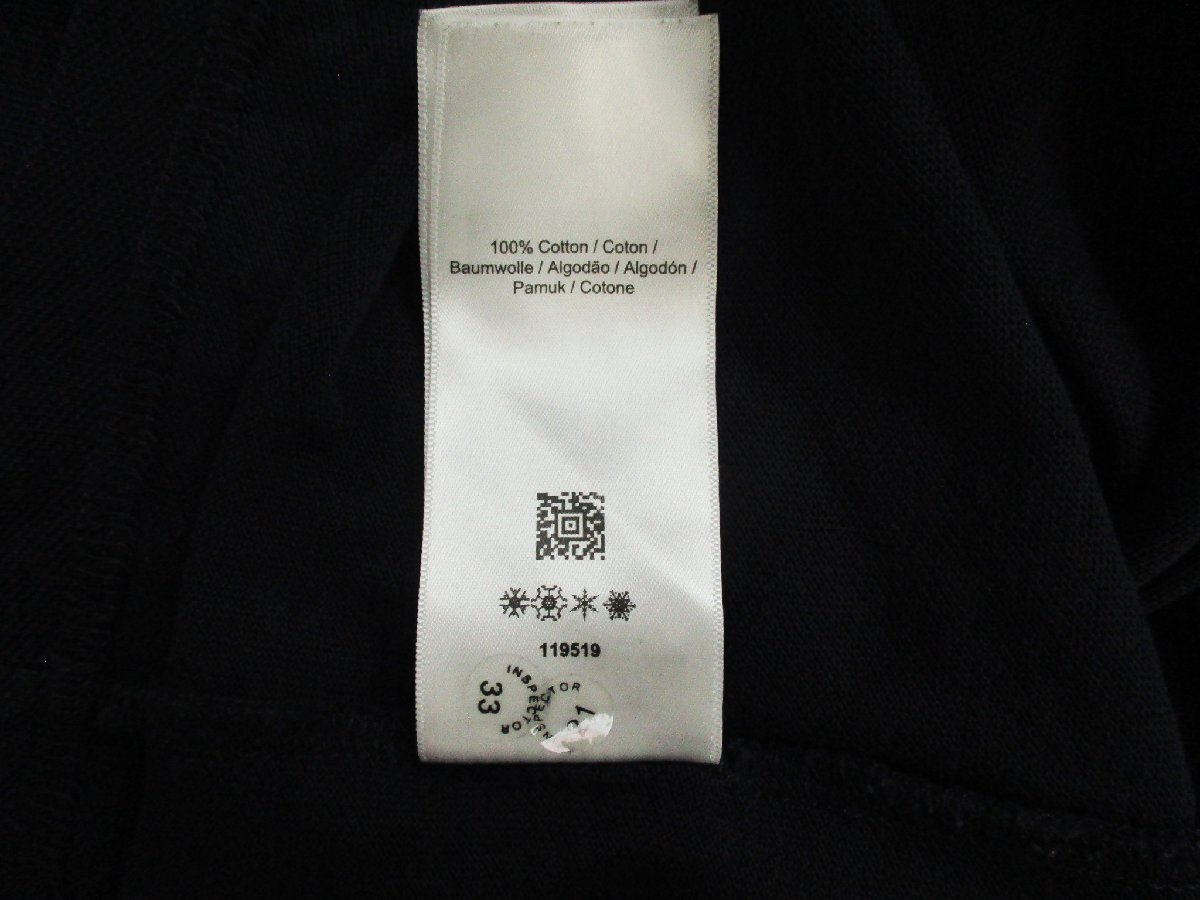 100% Cotton / Coton /
Baumwolle / Algodão / Algodón /
Pamuk / Cotone
119519
INSPECTOR
33
INSPECTOR